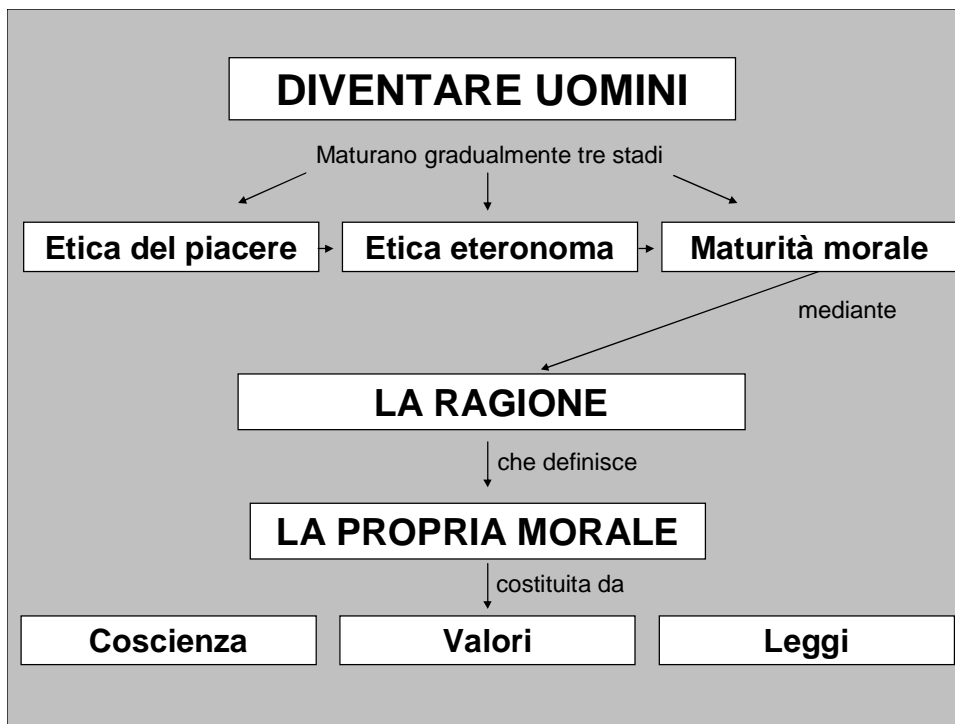 DIVENTARE UOMINI
Maturano gradualmente tre stadi
Etica del piacere
Etica eteronoma
Maturità morale
mediante
LA RAGIONE
che definisce
LA PROPRIA MORALE
costituita da
Coscienza
Valori
Leggi